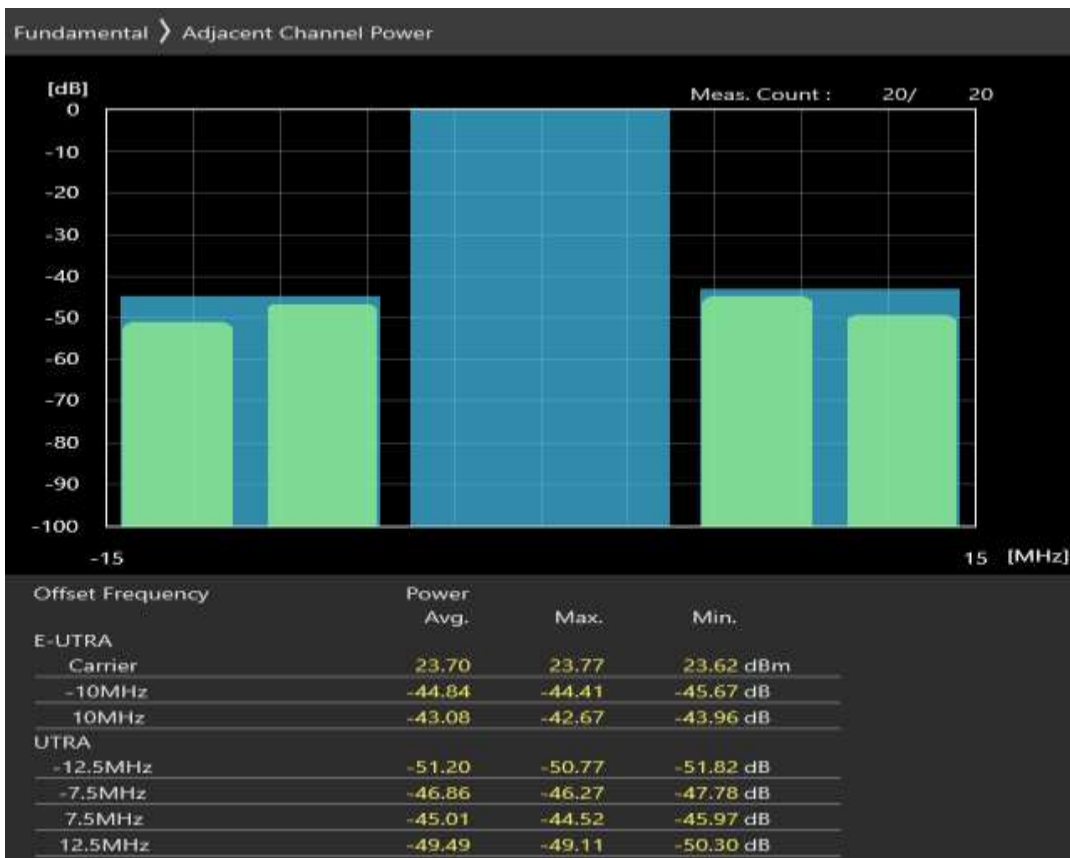 Fundamental ❯ Adjacent Channel Power
[dB]
Meas. Count : 20/ 20
0
-10
-20
-30
-40
-50
-60
-70
-80
-90
-100
-15 15 [MHz]
Offset Frequency Power
Avg. Max. Min.
E-UTRA
Carrier 23.70 23.77 23.62 dBm
-10MHz -44.84 -44.41 -45.67 dB
10MHz -43.08 -42.67 -43.96 dB
UTRA
-12.5MHz -51.20 -50.77 -51.82 dB
-7.5MHz -46.86 -46.27 -47.78 dB
7.5MHz -45.01 -44.52 -45.97 dB
12.5MHz -49.49 -49.11 -50.30 dB